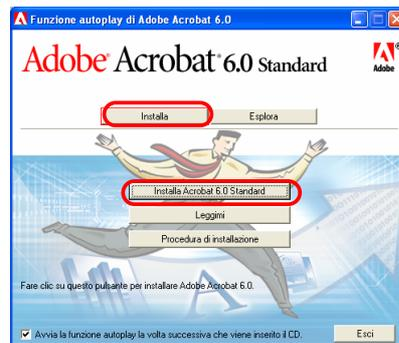 Funzione autoplay di Adobe Acrobat 6.0
Adobe® Acrobat® 6.0 Standard
Adobe
Installa
Esplora
Installa Acrobat 6.0 Standard
Leggimi
Procedura di installazione
Fare clic su questo pulsante per installare Adobe Acrobat 6.0.
Avvia la funzione autoplay la volta successiva che viene inserito il CD.
Esci